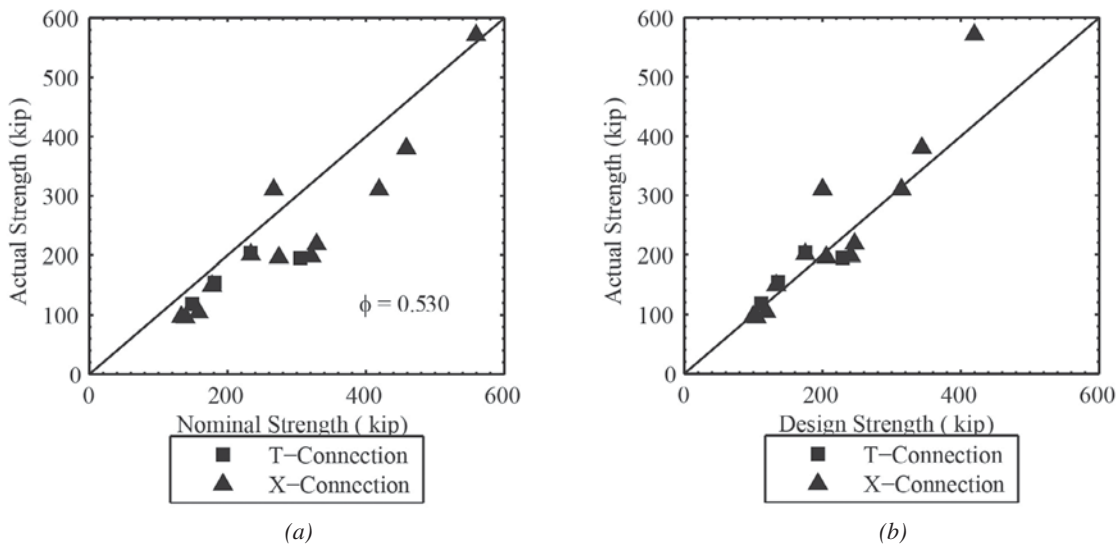 600
500
400
300
200
100
0
Actual Strength (kip)
ϕ = 0.530
0 200 400 600
Nominal Strength ( kip)
T−Connection
X−Connection
(a)
600
500
400
300
200
100
0
Actual Strength (kip)
0 200 400 600
Design Strength ( kip)
T−Connection
X−Connection
(b)